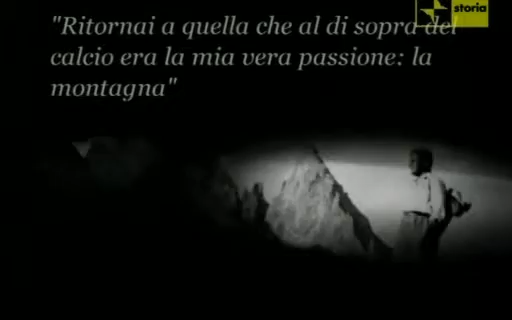 "Ritornai a quella che al di sopra del
calcio era la mia vera passione: la
montagna"
storia